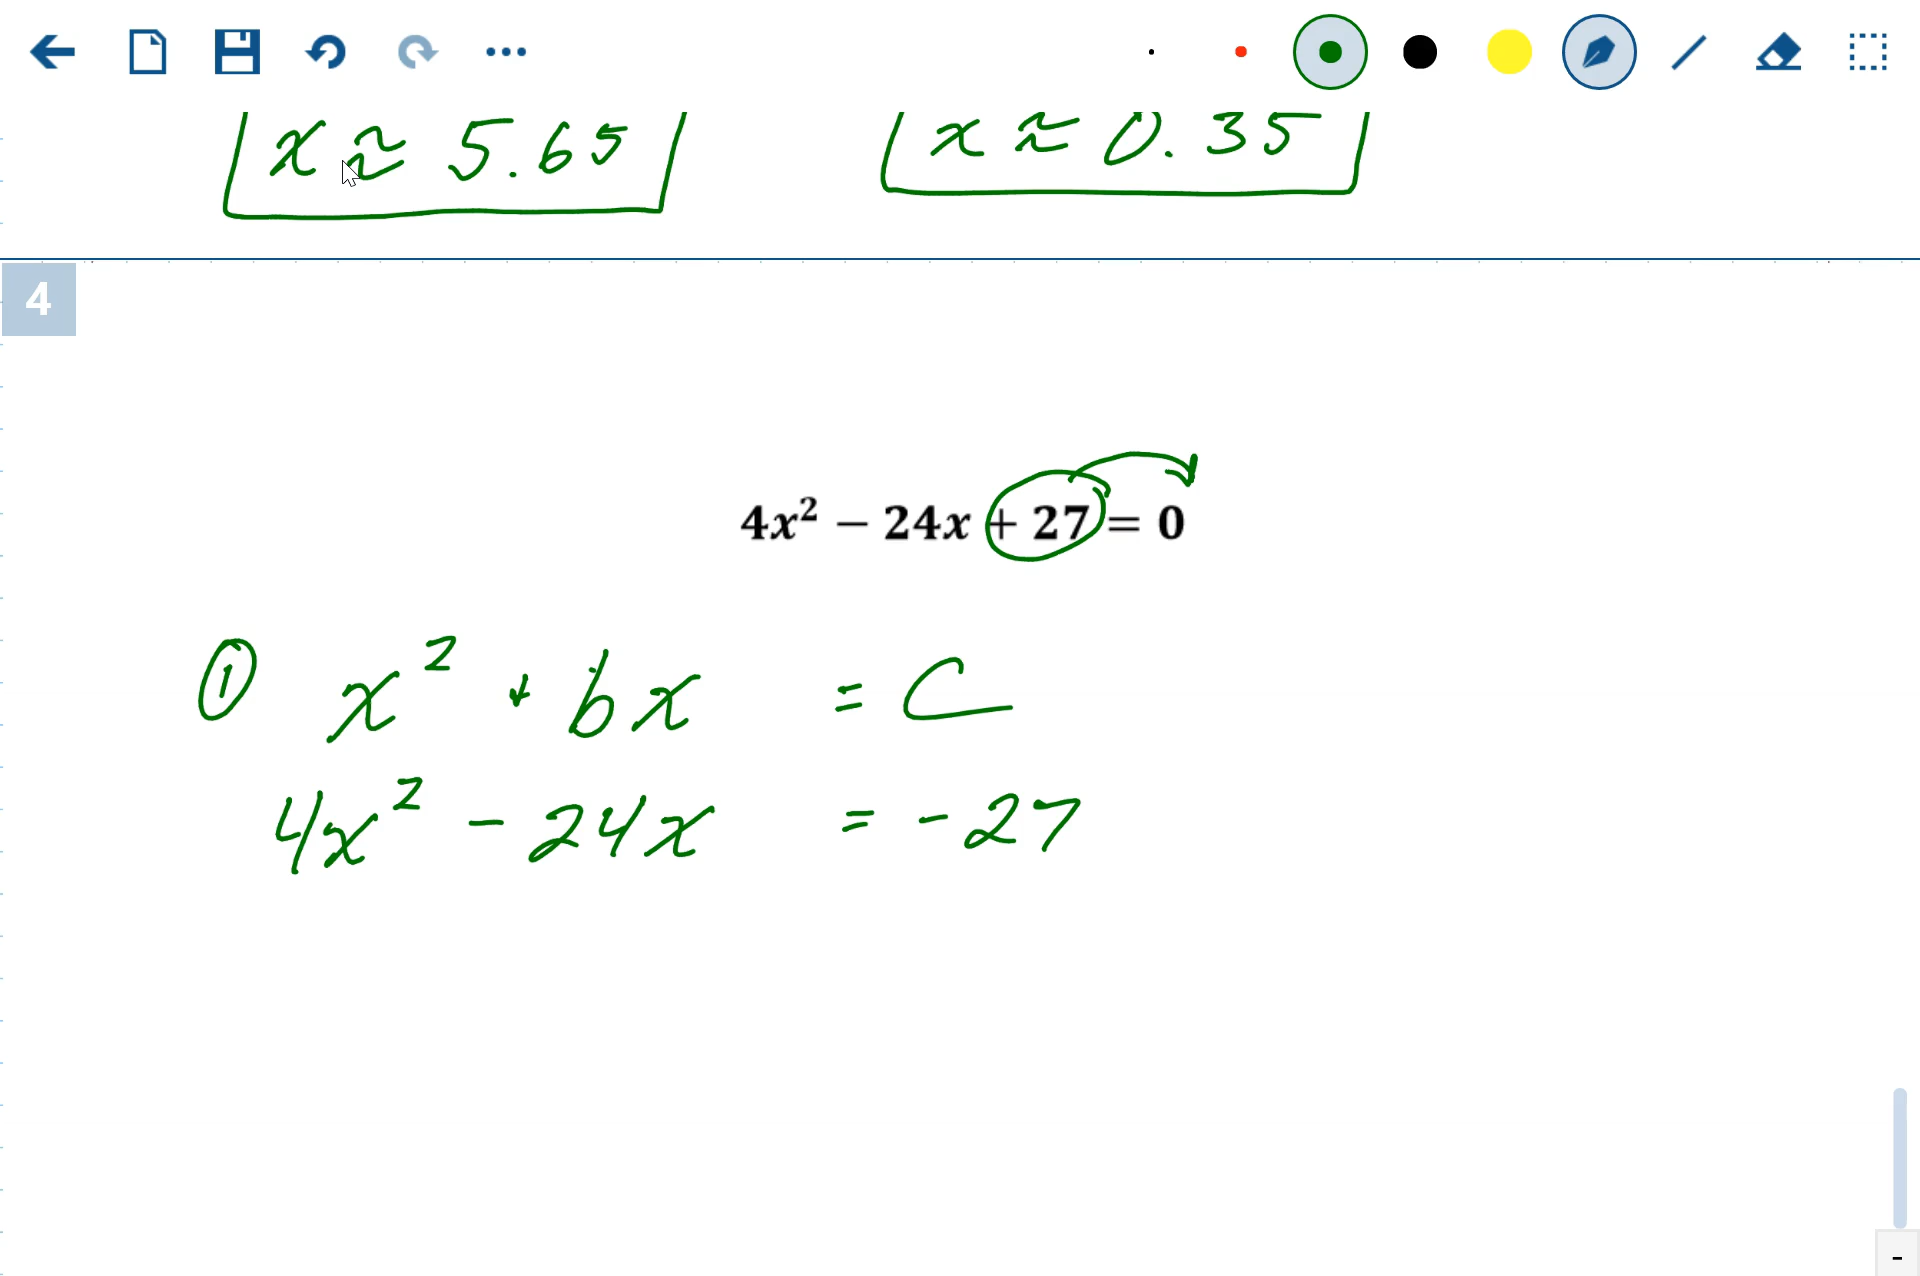 x ≈ 5.65 x ≈ 0.35
4
4x² − 24x + 27 = 0
① x² + bx = C
4x² - 24x = -27
-